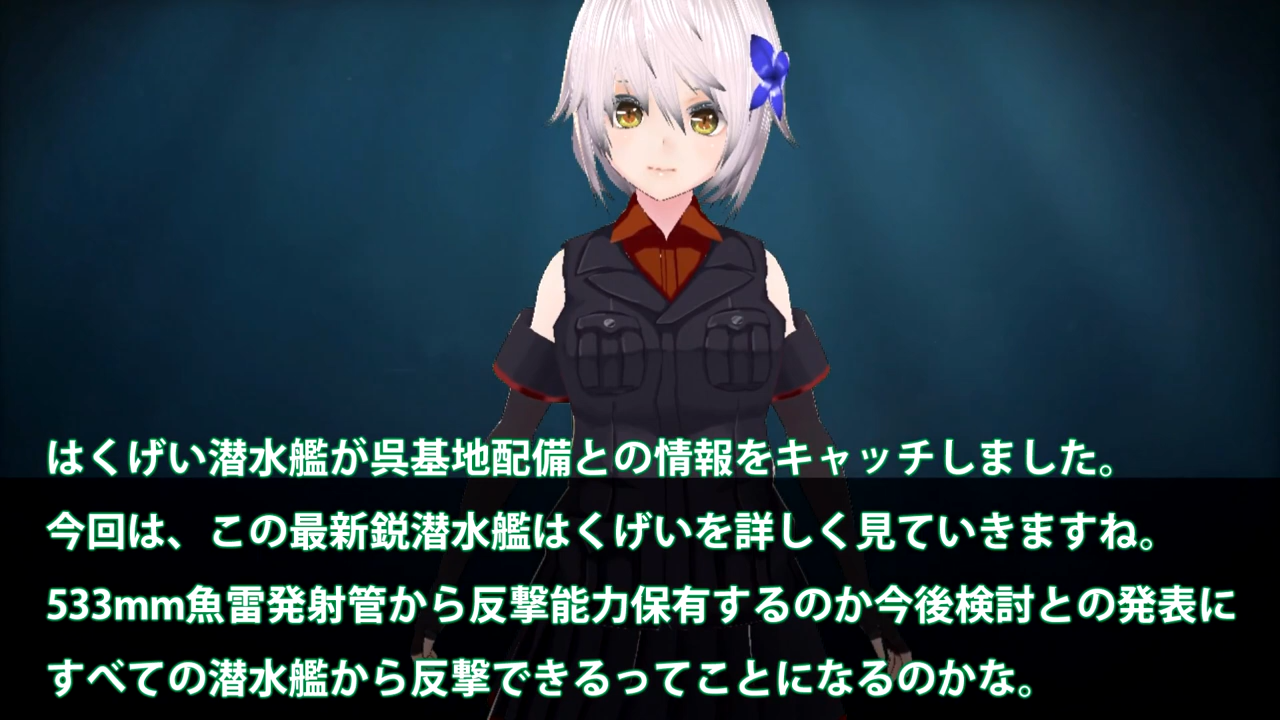 はくげい潜水艦が呉基地配備との情報をキャッチしました。
今回は、この最新鋭潜水艦はくげいを詳しく見ていきますね。
533mm魚雷発射管から反撃能力保有するのか今後検討との発表に
すべての潜水艦から反撃できるってことになるのかな。